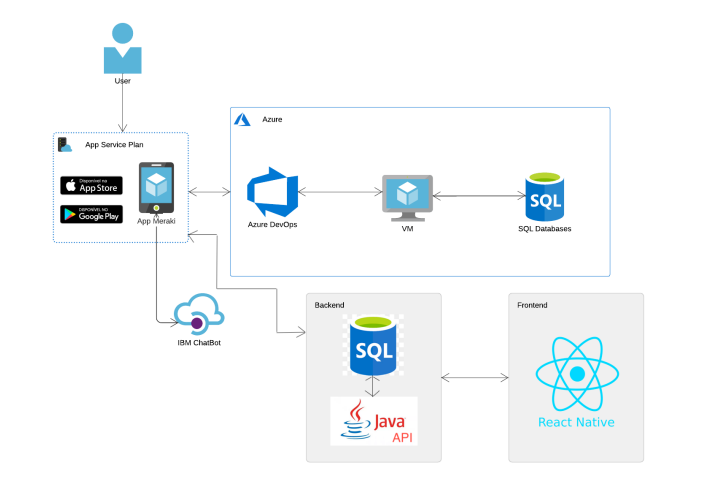 User
App Service Plan
Disponível na
App Store
DISPONÍVEL NO
Google Play
App Meraki
Azure
Azure DevOps
VM
SQL
SQL Databases
IBM ChatBot
Backend
SQL
Java
API
Frontend
React Native